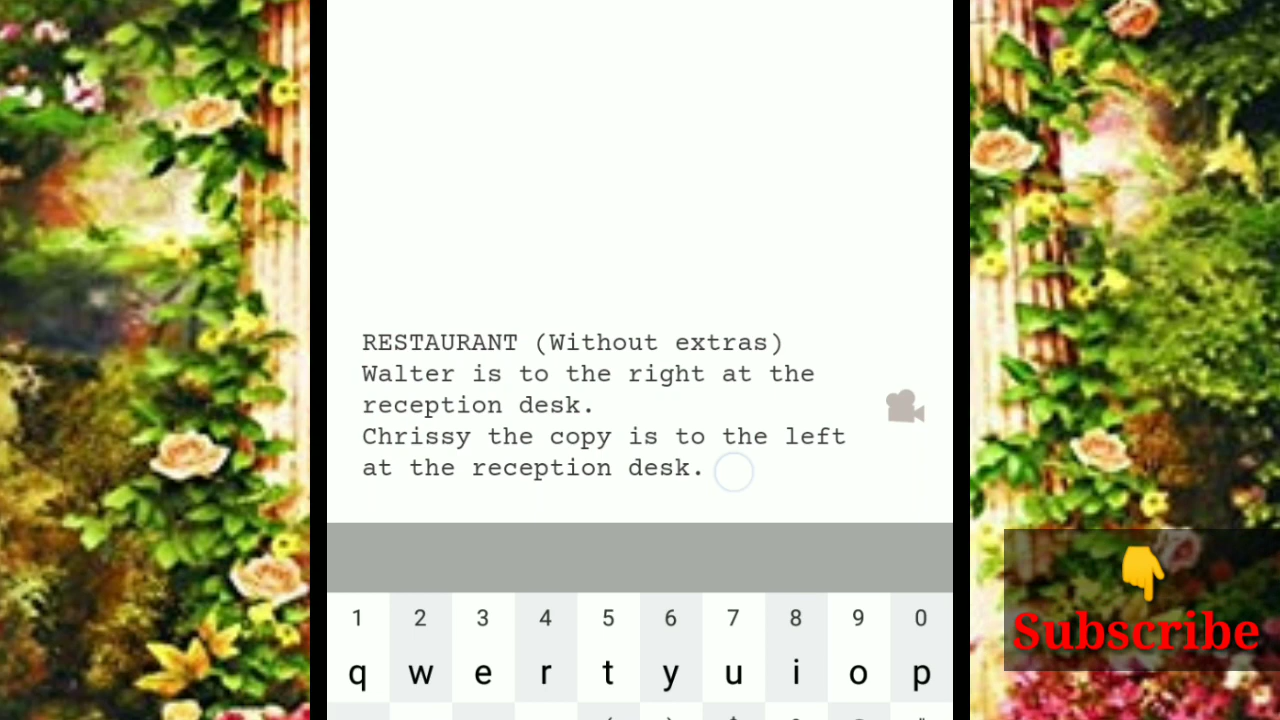 RESTAURANT (Without extras)
Walter is to the right at the
reception desk.
Chrissy the copy is to the left
at the reception desk.
1 2 3 4 5 6 7 8 9 0
q w e r t y u i o p
Subscribe